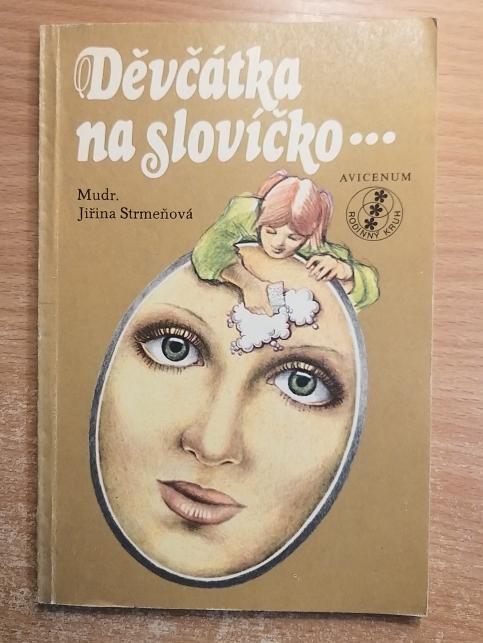 Děvčátka
na slovíčko...
AVICENUM
Mudr.
Jiřina Strmeňová
RODINNÝ KRUH